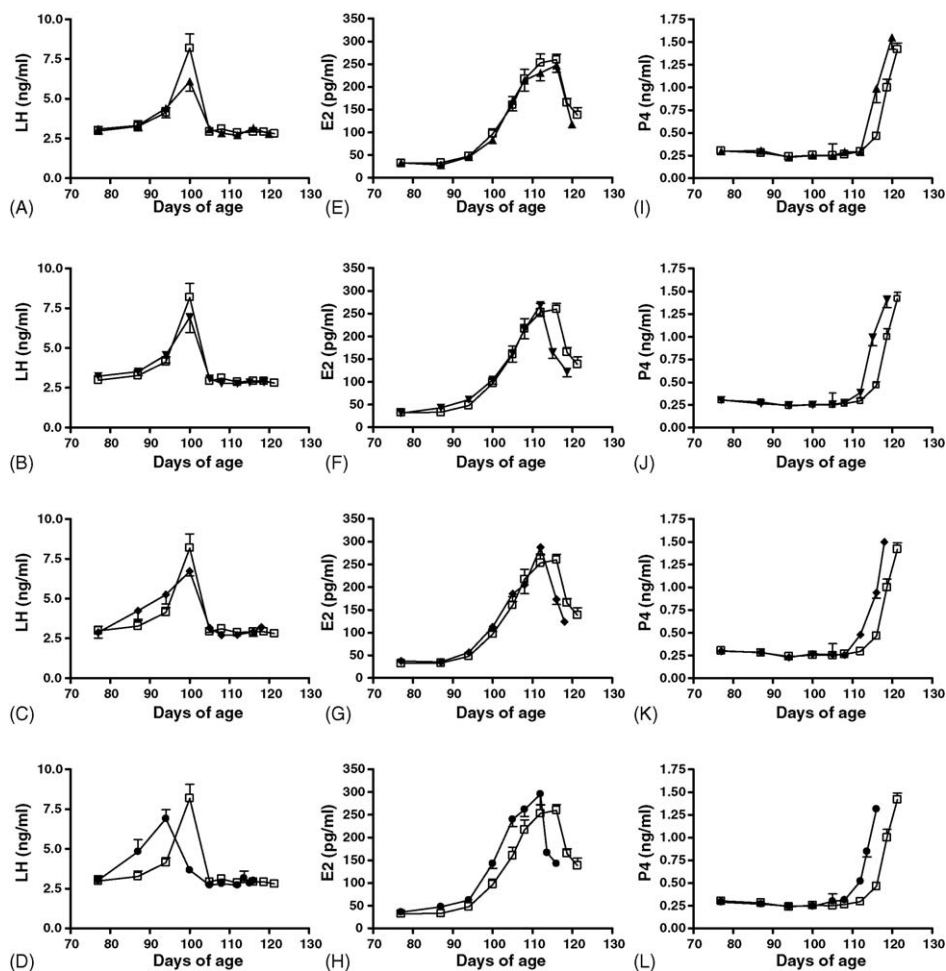 LH (ng/ml)
10.0
7.5
5.0
2.5
0.0
70 80 90 100 110 120 130
Days of age
(A)
E2 (pg/ml)
350
300
250
200
150
100
50
0
70 80 90 100 110 120 130
Days of age
(E)
P4 (ng/ml)
1.75
1.50
1.25
1.00
0.75
0.50
0.25
0.00
70 80 90 100 110 120 130
Days of age
(I)
LH (ng/ml)
10.0
7.5
5.0
2.5
0.0
70 80 90 100 110 120 130
Days of age
(B)
E2 (pg/ml)
350
300
250
200
150
100
50
0
70 80 90 100 110 120 130
Days of age
(F)
P4 (ng/ml)
1.75
1.50
1.25
1.00
0.75
0.50
0.25
0.00
70 80 90 100 110 120 130
Days of age
(J)
LH (ng/ml)
10.0
7.5
5.0
2.5
0.0
70 80 90 100 110 120 130
Days of age
(C)
E2 (pg/ml)
350
300
250
200
150
100
50
0
70 80 90 100 110 120 130
Days of age
(G)
P4 (ng/ml)
1.75
1.50
1.25
1.00
0.75
0.50
0.25
0.00
70 80 90 100 110 120 130
Days of age
(K)
LH (ng/ml)
10.0
7.5
5.0
2.5
0.0
70 80 90 100 110 120 130
Days of age
(D)
E2 (pg/ml)
350
300
250
200
150
100
50
0
70 80 90 100 110 120 130
Days of age
(H)
P4 (ng/ml)
1.75
1.50
1.25
1.00
0.75
0.50
0.25
0.00
70 80 90 100 110 120 130
Days of age
(L)